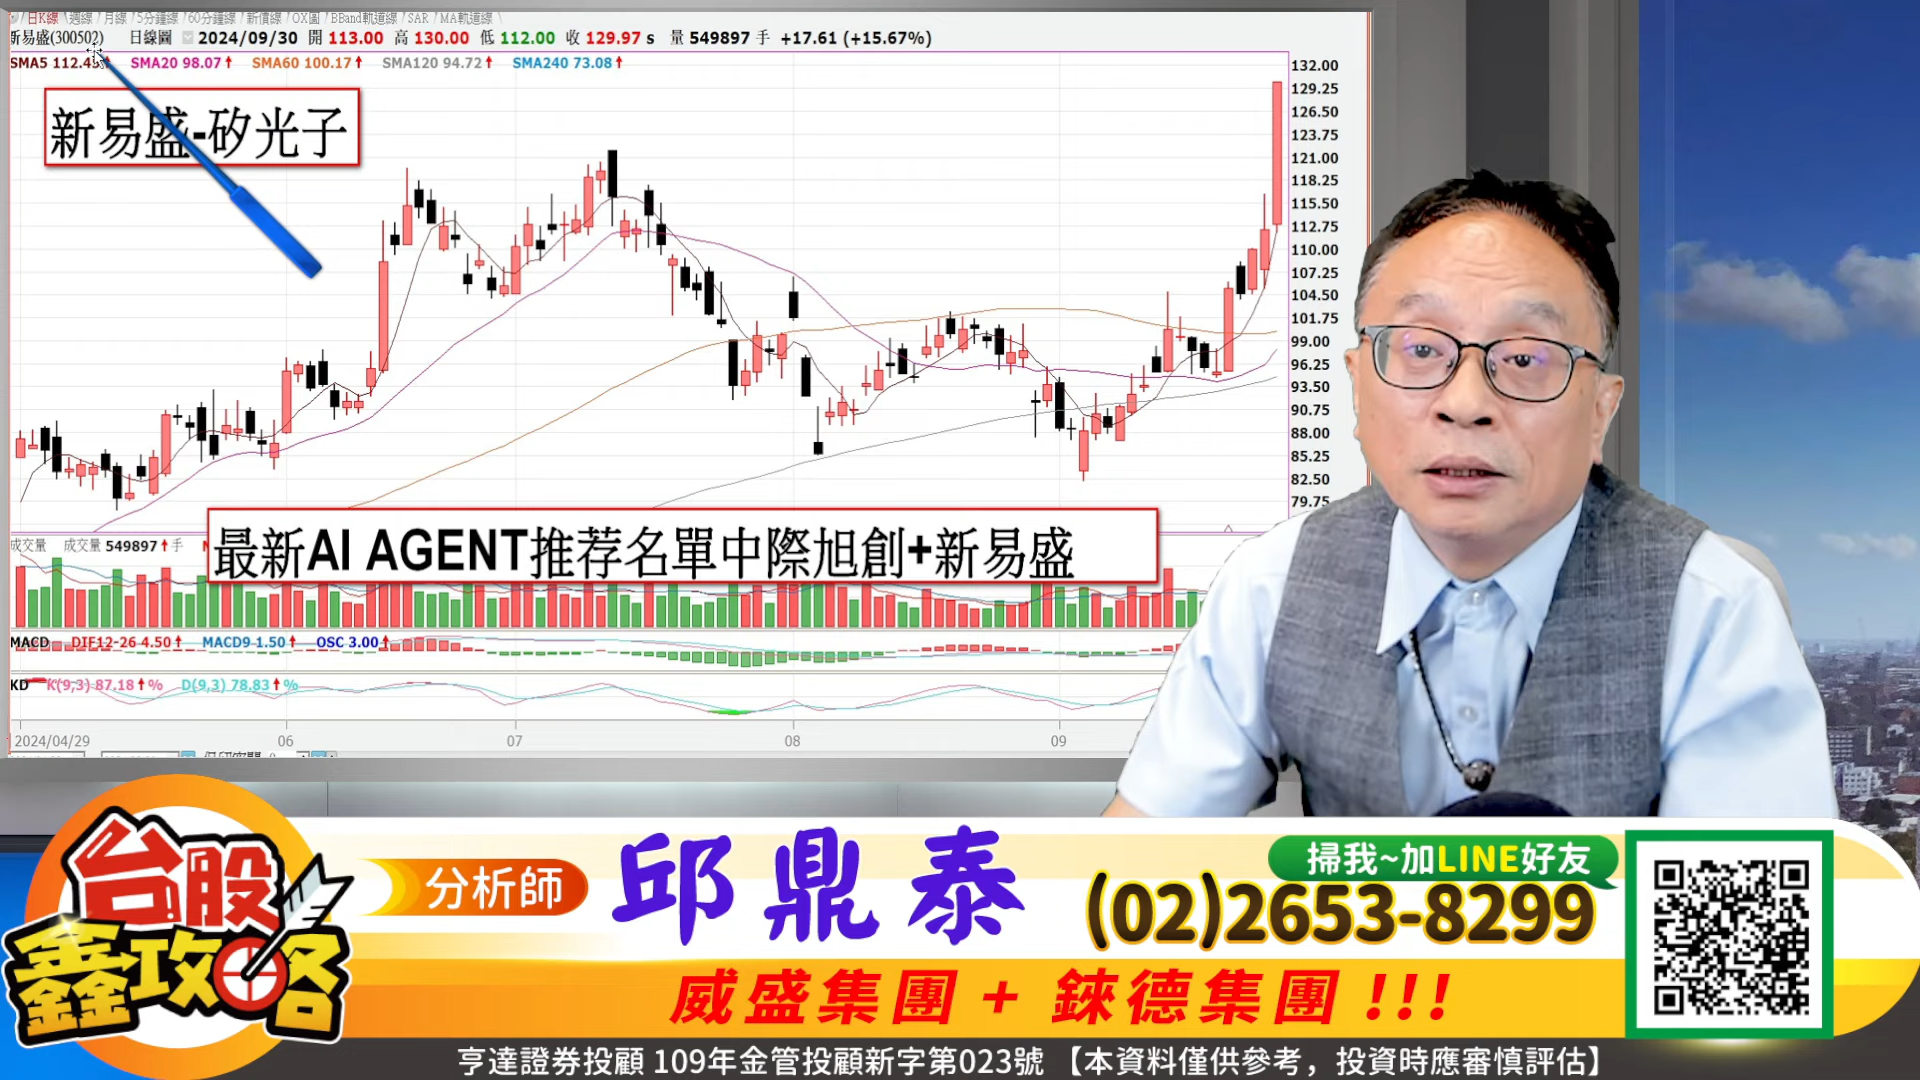 日K線 週線 月線 5分鐘線 60分鐘線 新價線 OX圖 BBand軌道線 SAR MA軌道線
新易盛(300502) 日線圖 2024/09/30 開 113.00 高 130.00 低 112.00 收 129.97 s 量 549897 手 +17.61 (+15.67%)
SMA5 112.45 SMA20 98.07 SMA60 100.17 SMA120 94.72 SMA240 73.08
新易盛-矽光子
132.00
129.25
126.50
123.75
121.00
118.25
115.50
112.75
110.00
107.25
104.50
101.75
99.00
96.25
93.50
90.75
88.00
85.25
82.50
79.75
最新AI AGENT推荐名單中際旭創+新易盛
成交量 成交量 549897 手
MACD DIF12-26 4.50 MACD9 1.50 OSC 3.00
KD K(9,3) 87.18 % D(9,3) 78.83 %
2024/04/29 06 07 08 09
台股
鑫攻略
分析師 邱鼎泰
掃我~加LINE好友
(02)2653-8299
威盛集團 + 錸德集團 !!!
亨達證券投顧 109年金管投顧新字第023號 【本資料僅供參考，投資時應審慎評估】